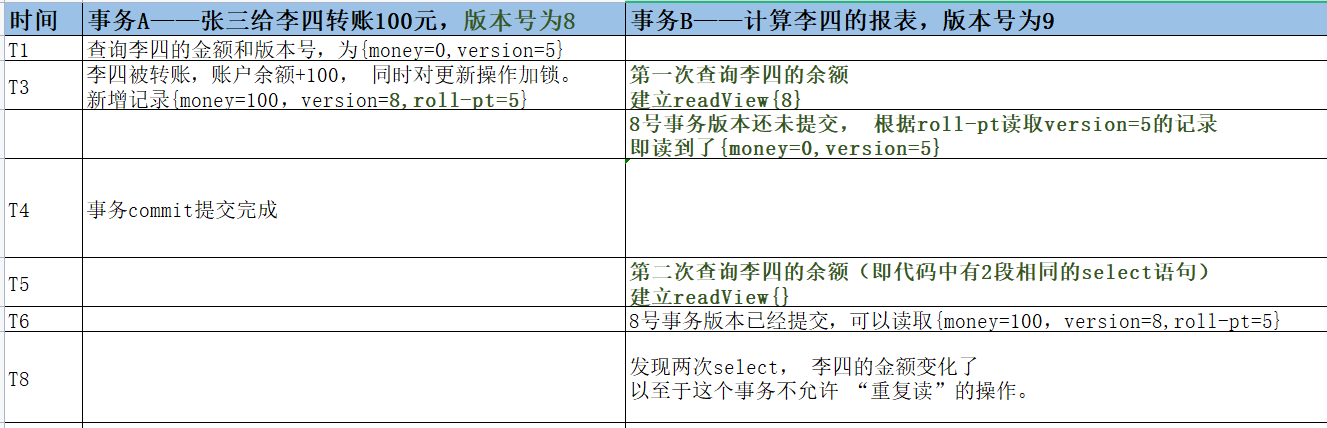 时间
事务A——张三给李四转账100元，版本号为8
事务B——计算李四的报表，版本号为9
T1
查询李四的金额和版本号，为{money=0,version=5}
T3
李四被转账，账户余额+100， 同时对更新操作加锁。
新增记录{money=100，version=8,roll-pt=5}
第一次查询李四的余额
建立readView{8}
8号事务版本还未提交， 根据roll-pt读取version=5的记录
即读到了{money=0,version=5}
T4
事务commit提交完成
T5
第二次查询李四的余额（即代码中有2段相同的select语句）
建立readView{}
T6
8号事务版本已经提交，可以读取{money=100，version=8,roll-pt=5}
T8
发现两次select， 李四的金额变化了
以至于这个事务不允许 “重复读”的操作。